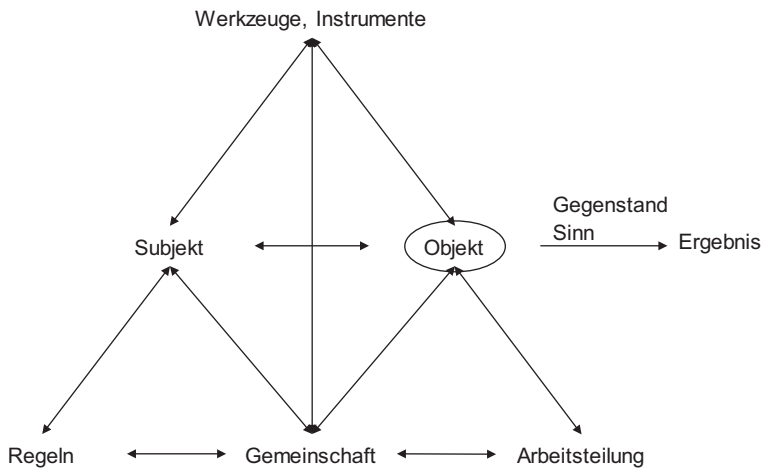 Werkzeuge, Instrumente
Gegenstand
Sinn
Subjekt
Objekt
Ergebnis
Regeln
Gemeinschaft
Arbeitsteilung